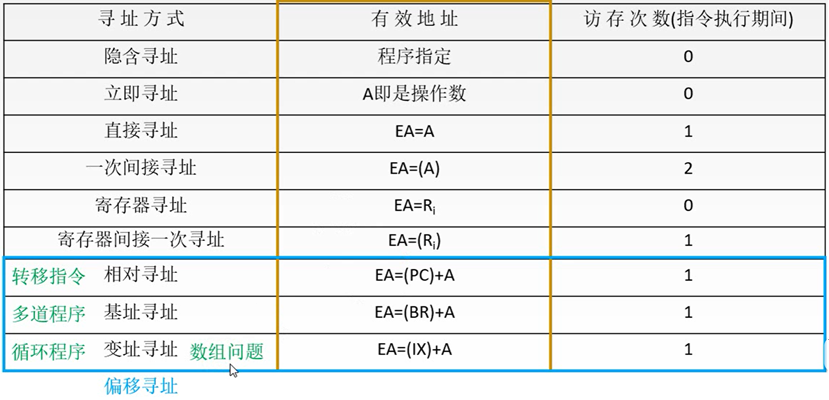 寻址方式 有效地址 访存次数(指令执行期间)
隐含寻址 程序指定 0
立即寻址 A即是操作数 0
直接寻址 EA=A 1
一次间接寻址 EA=(A) 2
寄存器寻址 EA=Ri 0
寄存器间接一次寻址 EA=(Ri) 1
转移指令 相对寻址 EA=(PC)+A 1
多道程序 基址寻址 EA=(BR)+A 1
循环程序 变址寻址 数组问题 EA=(IX)+A 1
偏移寻址